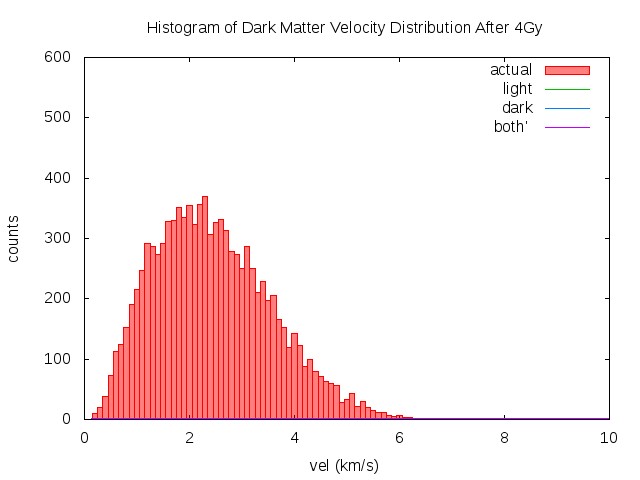 Histogram of Dark Matter Velocity Distribution After 4Gy
600
500
400
300
200
100
0
counts
actual
light
dark
both'
0 2 4 6 8 10
vel (km/s)